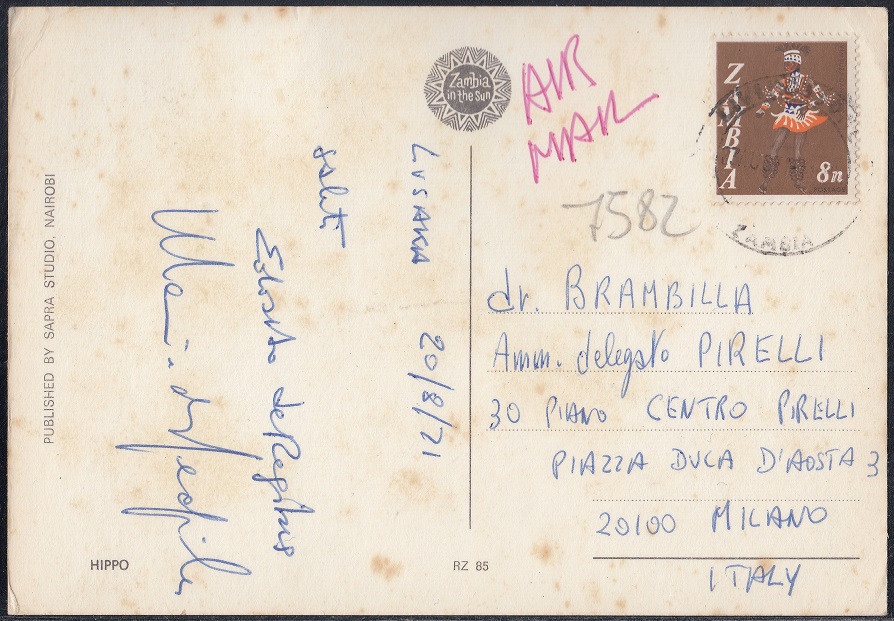 Zambia
in the Sun
AIR
MAIL
ZAMBIA
8n
POSTAGE
ZAMBIA
7582
LUSAKA 20/8/71
saluti
PUBLISHED BY SAPRA STUDIO, NAIROBI
HIPPO
RZ 85
dr. BRAMBILLA
Amm. delegato PIRELLI
30 PIANO CENTRO PIRELLI
PIAZZA DUCA D'AOSTA 3
20100 MILANO
ITALY